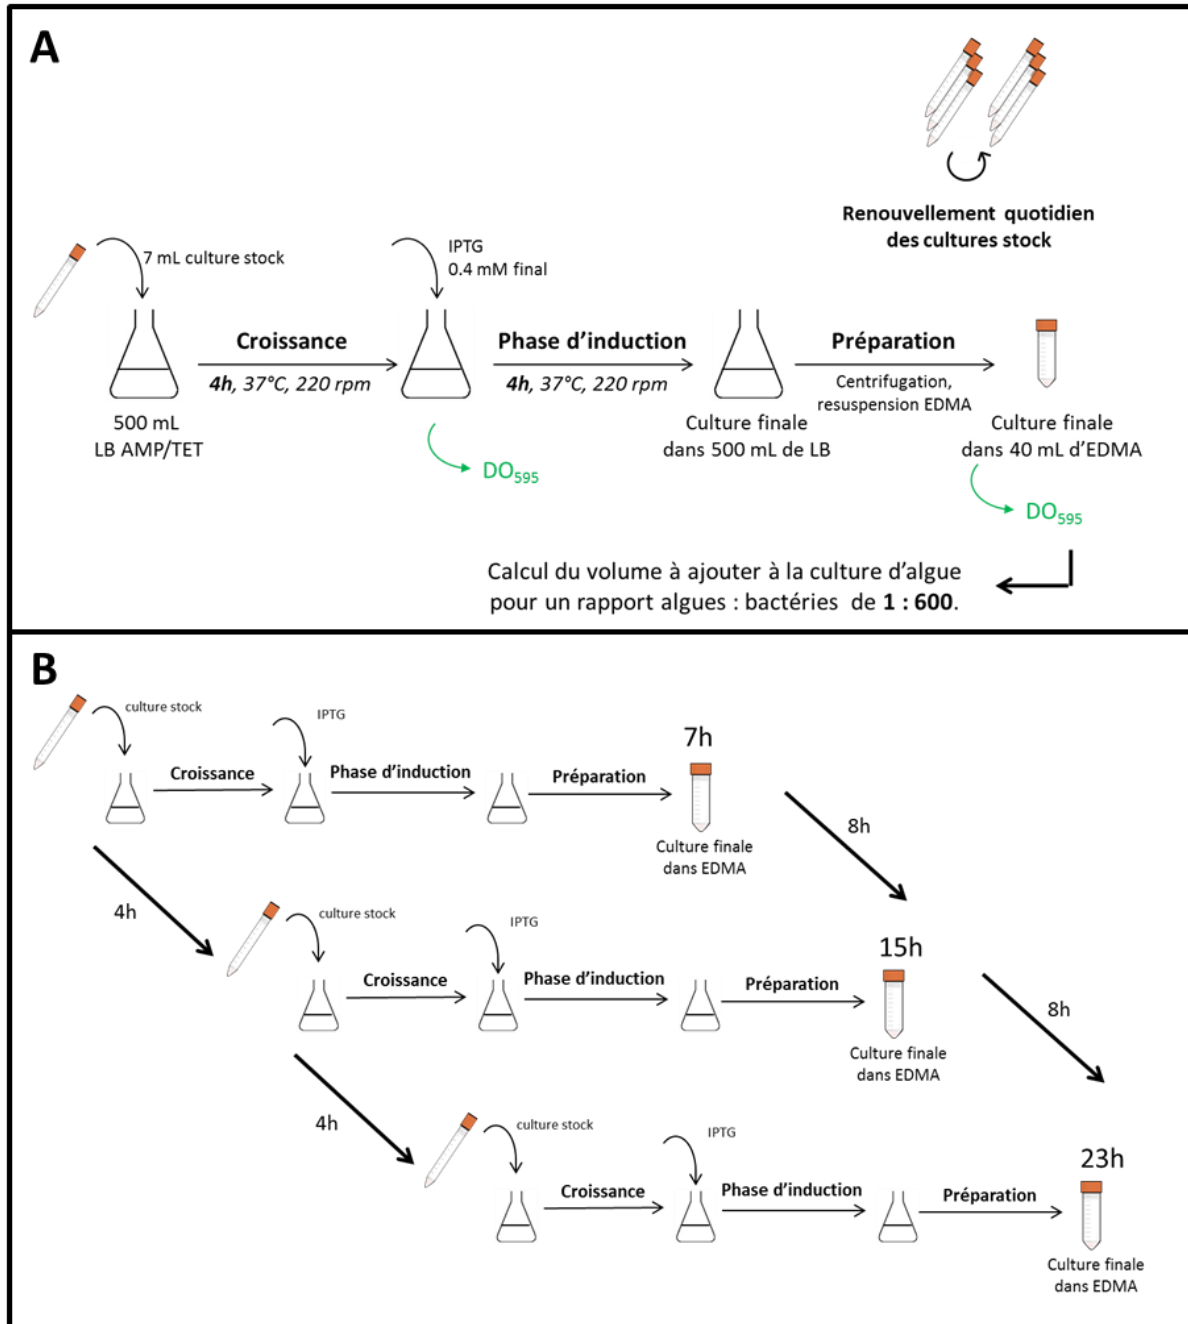 A
Renouvellement quotidien
des cultures stock
7 mL culture stock
IPTG
0.4 mM final
Croissance
4h, 37°C, 220 rpm
Phase d'induction
4h, 37°C, 220 rpm
Préparation
Centrifugation,
resuspension EDMA
500 mL
LB AMP/TET
Culture finale
dans 500 mL de LB
Culture finale
dans 40 mL d'EDMA
DO595
DO595
Calcul du volume à ajouter à la culture d'algue
pour un rapport algues : bactéries de 1 : 600.
B
culture stock
IPTG
Croissance
Phase d'induction
Préparation
7h
Culture finale
dans EDMA
8h
4h
culture stock
IPTG
Croissance
Phase d'induction
Préparation
15h
Culture finale
dans EDMA
8h
4h
culture stock
IPTG
Croissance
Phase d'induction
Préparation
23h
Culture finale
dans EDMA